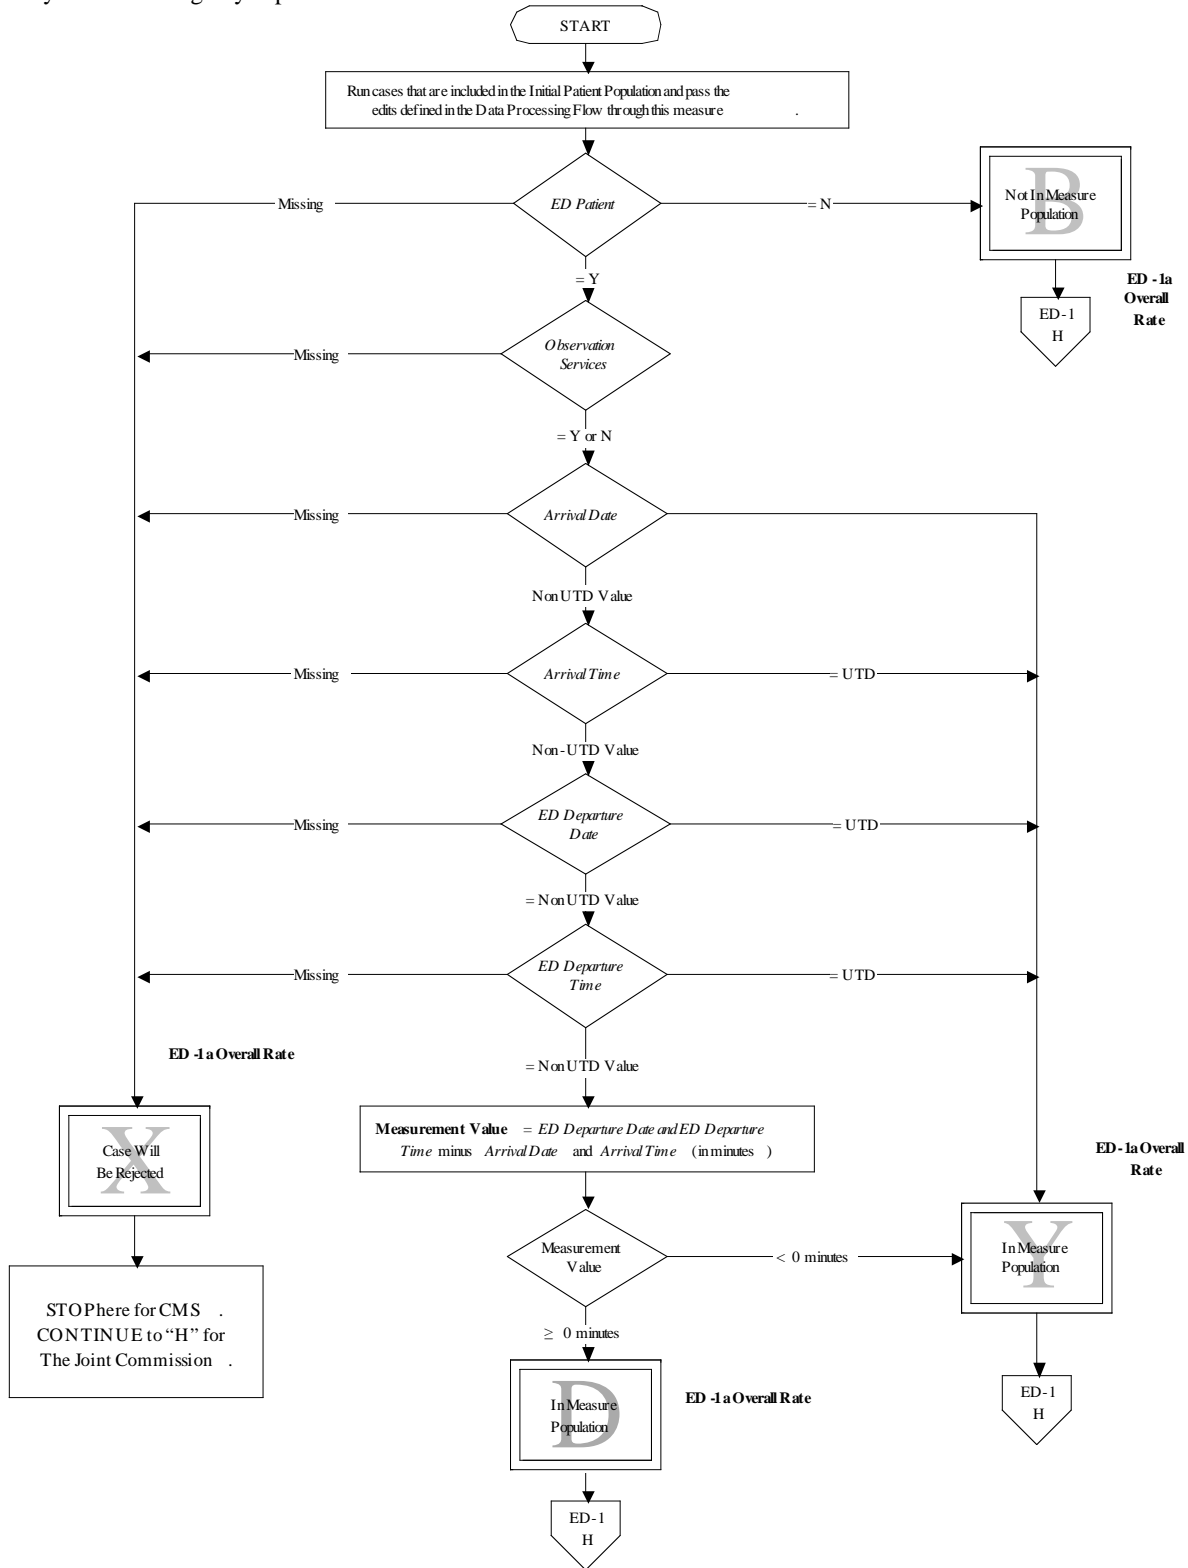 START
Run cases that are included in the Initial Patient Population and pass the
edits defined in the Data Processing Flow through this measure .
ED Patient
Missing
= N
B
Not In Measure
Population
ED - 1a
Overall
Rate
ED - 1
H
= Y
Observation
Services
Missing
= Y or N
Arrival Date
Missing
Non UTD Value
Arrival Time
Missing
= UTD
Non - UTD Value
ED Departure
Date
Missing
= UTD
= Non UTD Value
ED Departure
Time
Missing
= UTD
= Non UTD Value
ED - 1a Overall Rate
X
Case Will
Be Rejected
STOP here for CMS .
CONTINUE to “H” for
The Joint Commission .
Measurement Value = ED Departure Date and ED Departure
Time minus Arrival Date and Arrival Time (in minutes )
Measurement
Value
< 0 minutes
ED - 1a Overall
Rate
Y
In Measure
Population
ED - 1
H
≥ 0 minutes
D
In Measure
Population
ED - 1a Overall Rate
ED - 1
H